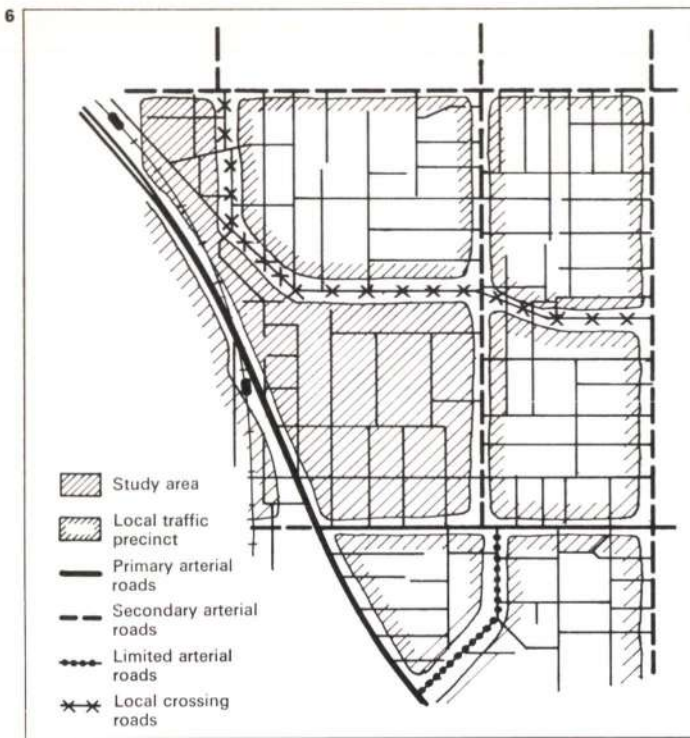 6
Study area
Local traffic
precinct
Primary arterial
roads
Secondary arterial
roads
Limited arterial
roads
Local crossing
roads